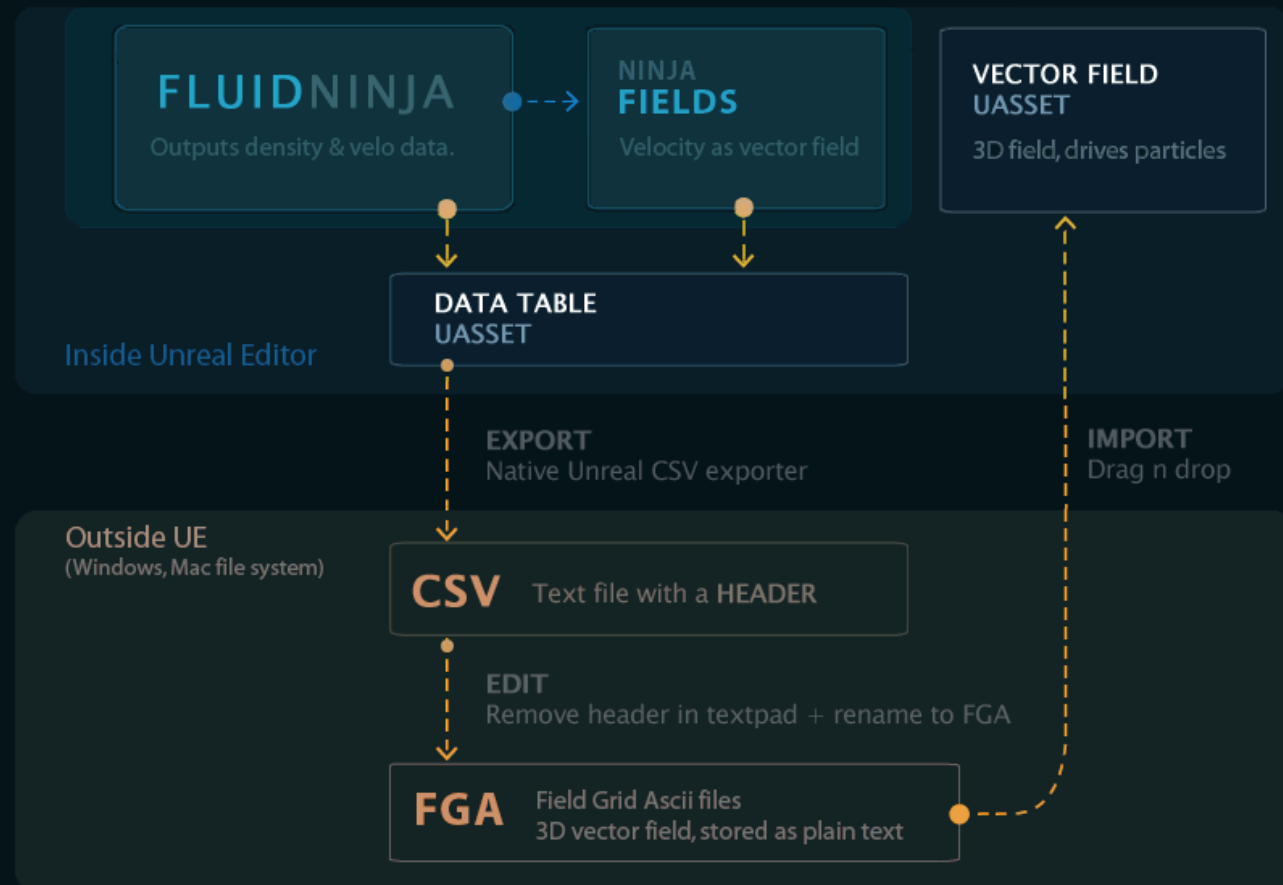 FLUIDNINJA
Outputs density & velo data.
NINJA
FIELDS
Velocity as vector field
VECTOR FIELD
UASSET
3D field, drives particles
DATA TABLE
UASSET
Inside Unreal Editor
EXPORT
Native Unreal CSV exporter
IMPORT
Drag n drop
Outside UE
(Windows, Mac file system)
CSV
Text file with a HEADER
EDIT
Remove header in textpad + rename to FGA
FGA
Field Grid Ascii files
3D vector field, stored as plain text